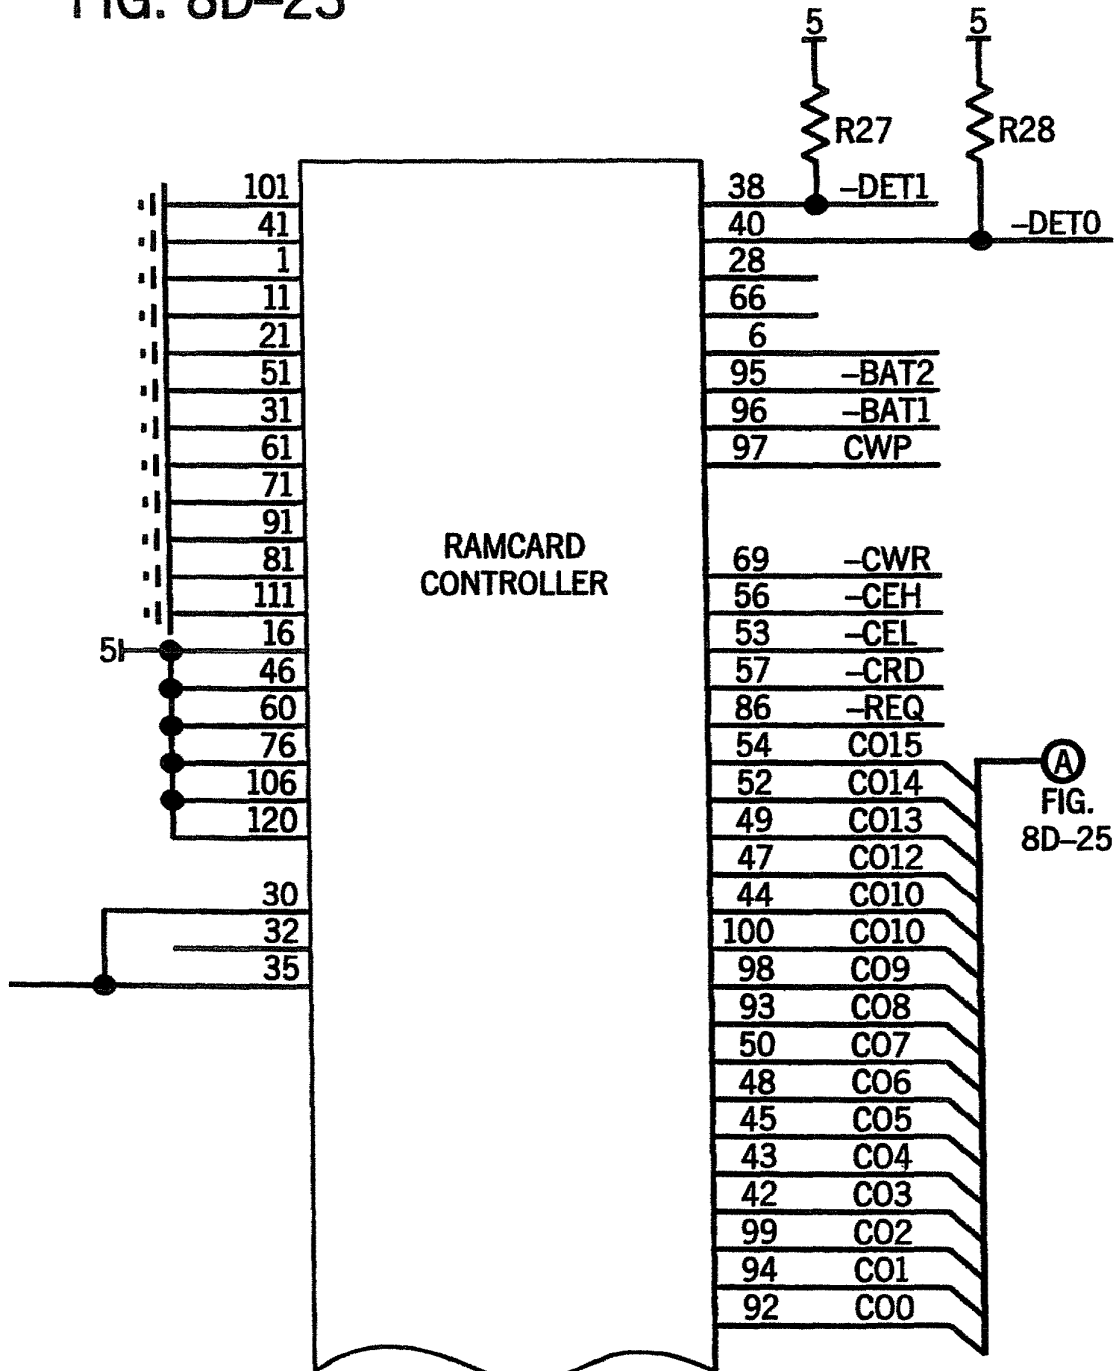 FIG. 8D–23
5 5
R27 R28
101 38 –DET1
41 40 –DET0
1 28
11 66
21 6
51 95 –BAT2
31 96 –BAT1
61 97 CWP
71
91
RAMCARD
CONTROLLER
81 69 –CWR
111 56 –CEH
5 16 53 –CEL
46 57 –CRD
60 86 –REQ
76 54 CO15
A
FIG.
8D–25
106 52 CO14
120 49 CO13
47 CO12
30 44 CO10
32 100 CO10
35 98 CO9
93 CO8
50 CO7
48 CO6
45 CO5
43 CO4
42 CO3
99 CO2
94 CO1
92 CO0